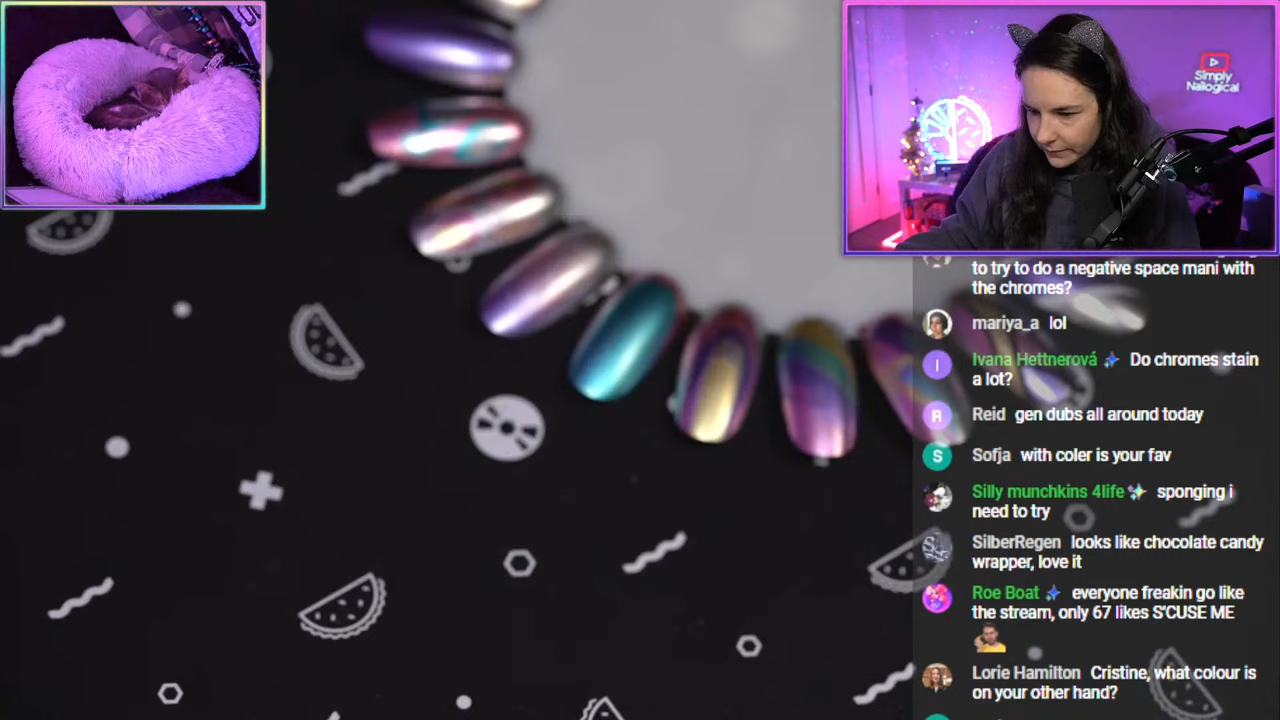 Simply
Nailogical
to try to do a negative space mani with
the chromes?
mariya_a lol
Ivana Hettnerová Do chromes stain
a lot?
Reid gen dubs all around today
Sofja with coler is your fav
Silly munchkins 4life sponging i
need to try
SilberRegen looks like chocolate candy
wrapper, love it
Roe Boat everyone freakin go like
the stream, only 67 likes S'CUSE ME
Lorie Hamilton Cristine, what colour is
on your other hand?
I
R
S